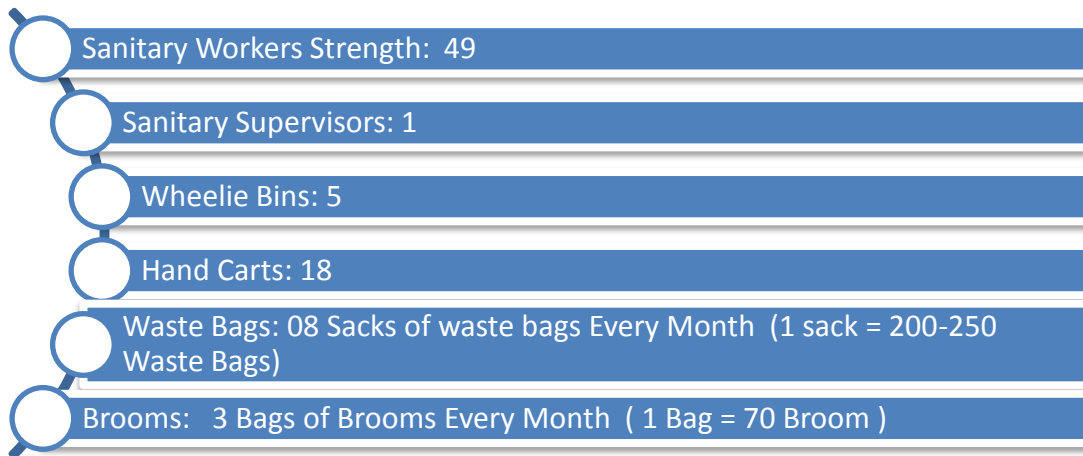 Sanitary Workers Strength:  49
Sanitary Supervisors: 1
Wheelie Bins: 5
Hand Carts: 18
Waste Bags: 08 Sacks of waste bags Every Month  (1 sack = 200-250
Waste Bags)
Brooms:   3 Bags of Brooms Every Month  ( 1 Bag = 70 Broom )